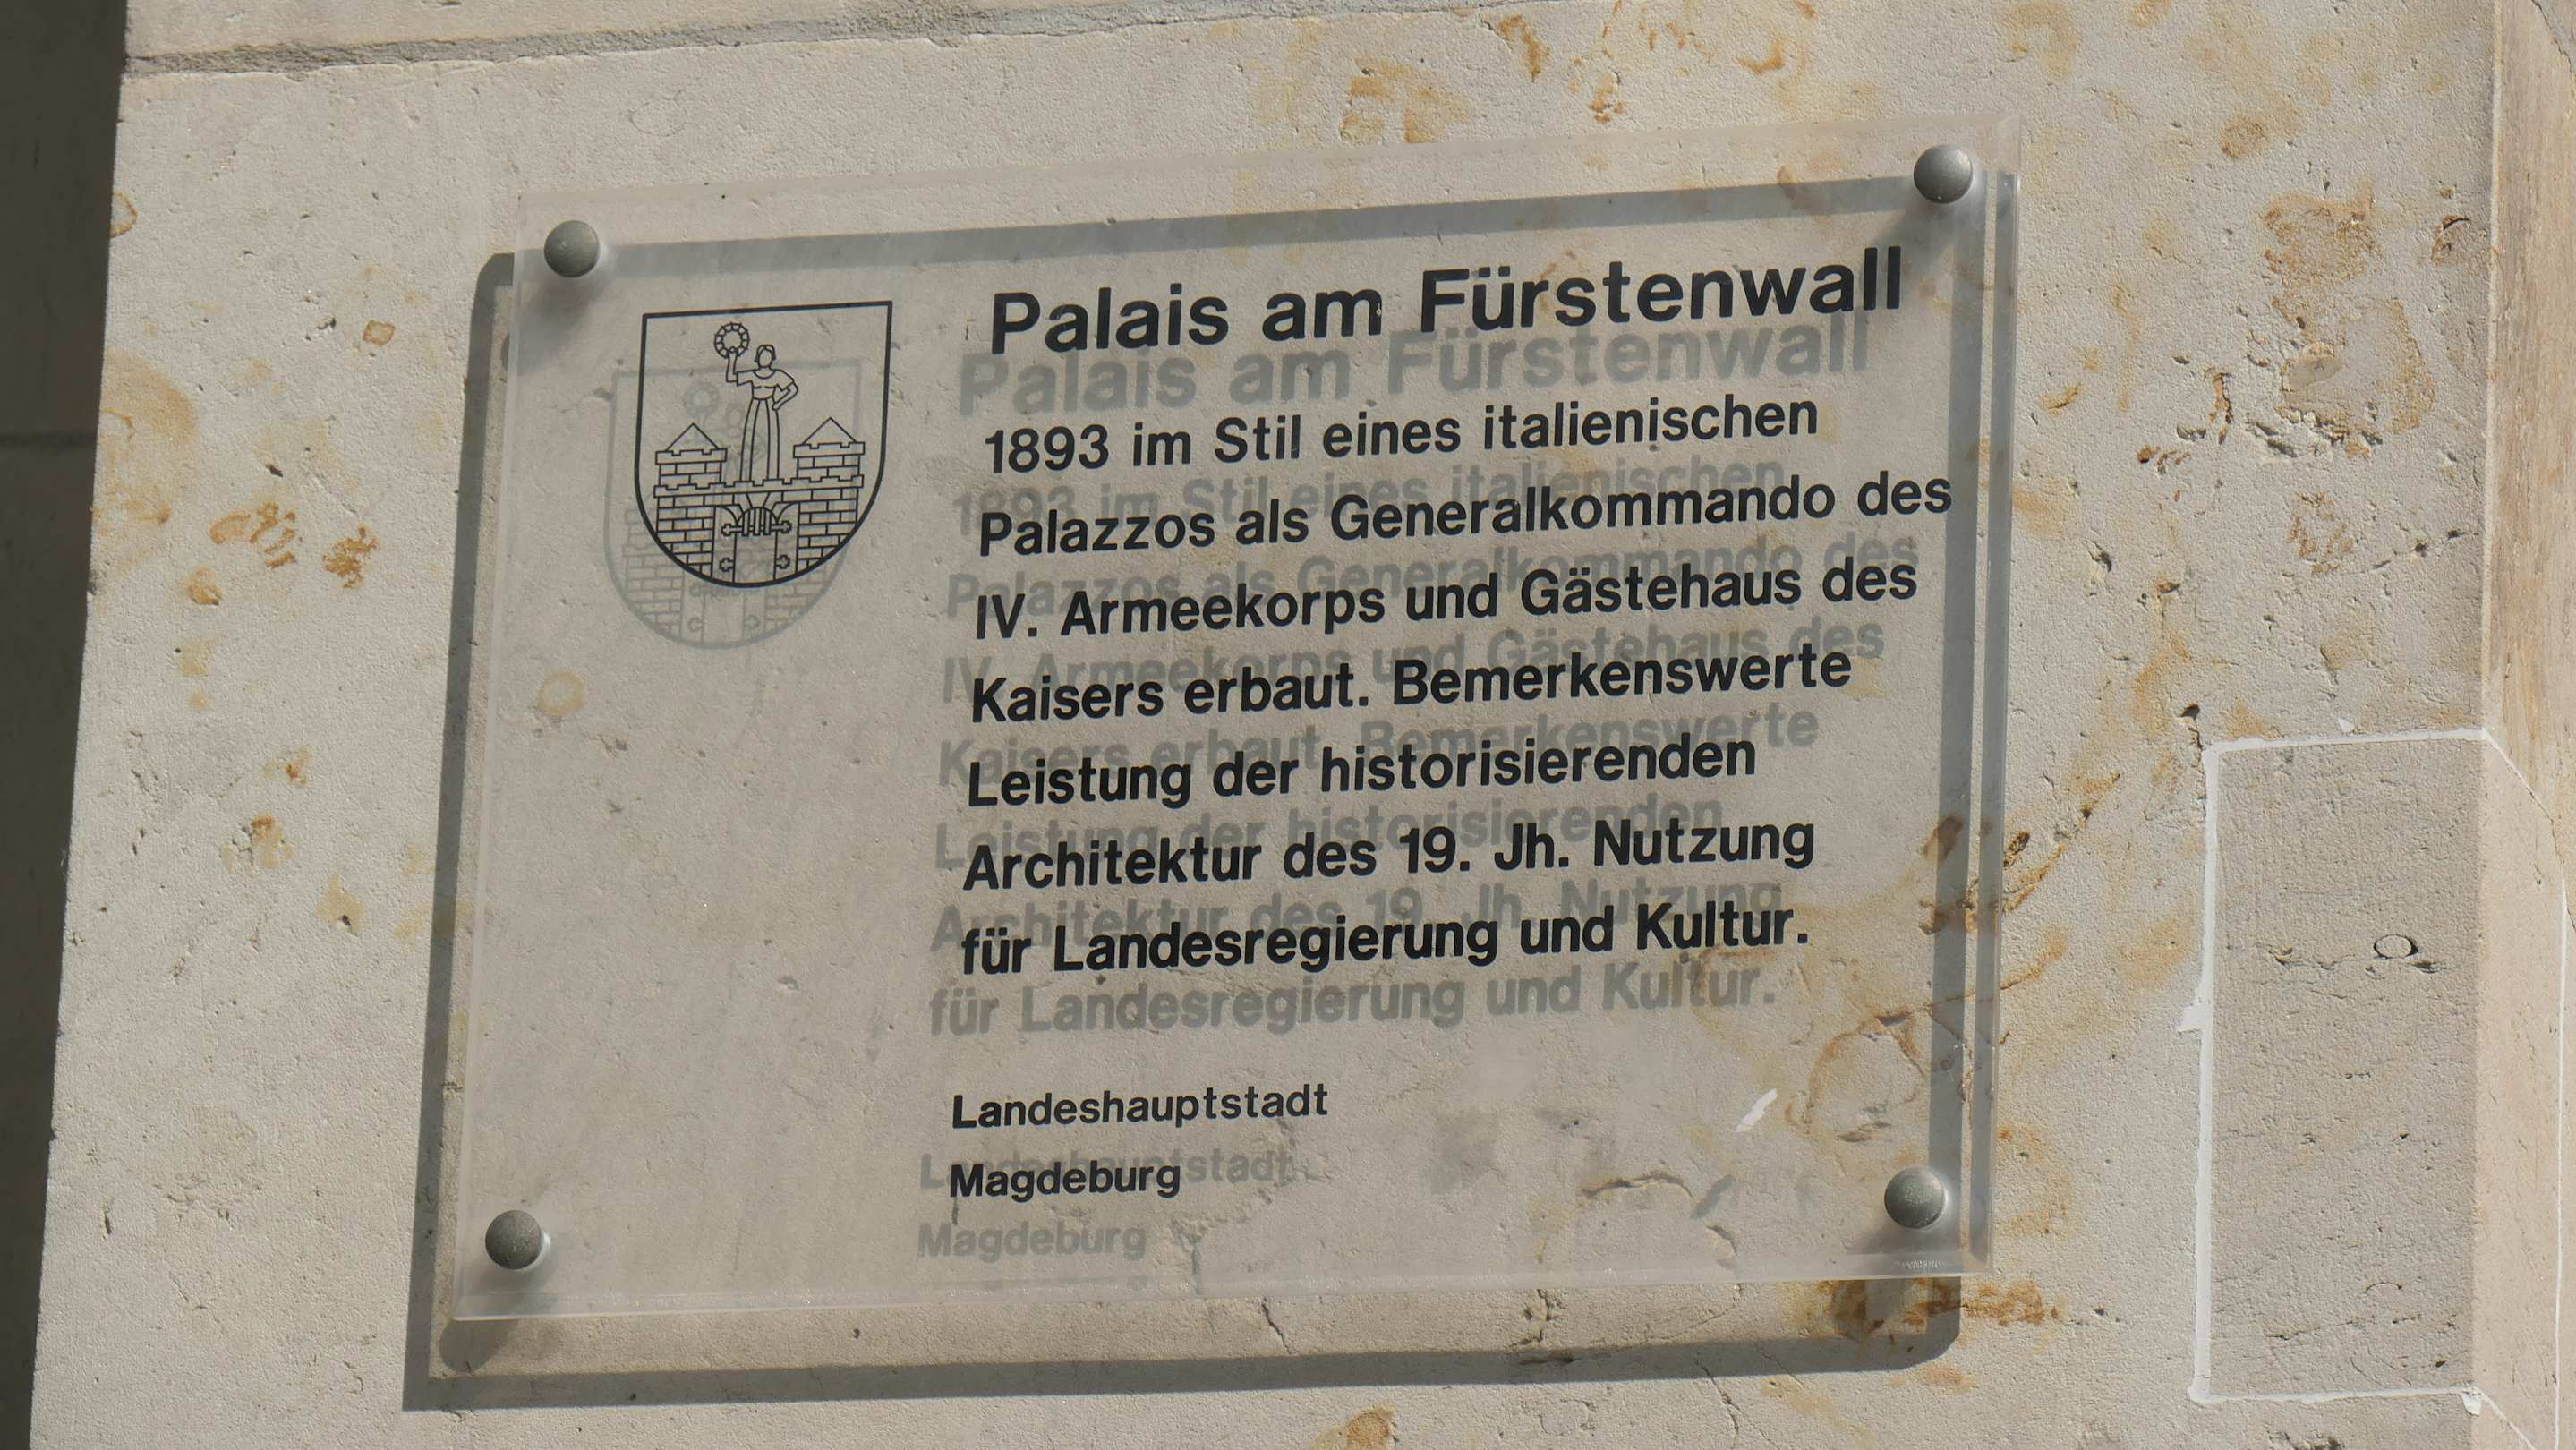 Palais am Fürstenwall
1893 im Stil eines italienischen
Palazzos als Generalkommando des
IV. Armeekorps und Gästehaus des
Kaisers erbaut. Bemerkenswerte
Leistung der historisierenden
Architektur des 19. Jh. Nutzung
für Landesregierung und Kultur.
Landeshauptstadt
Magdeburg